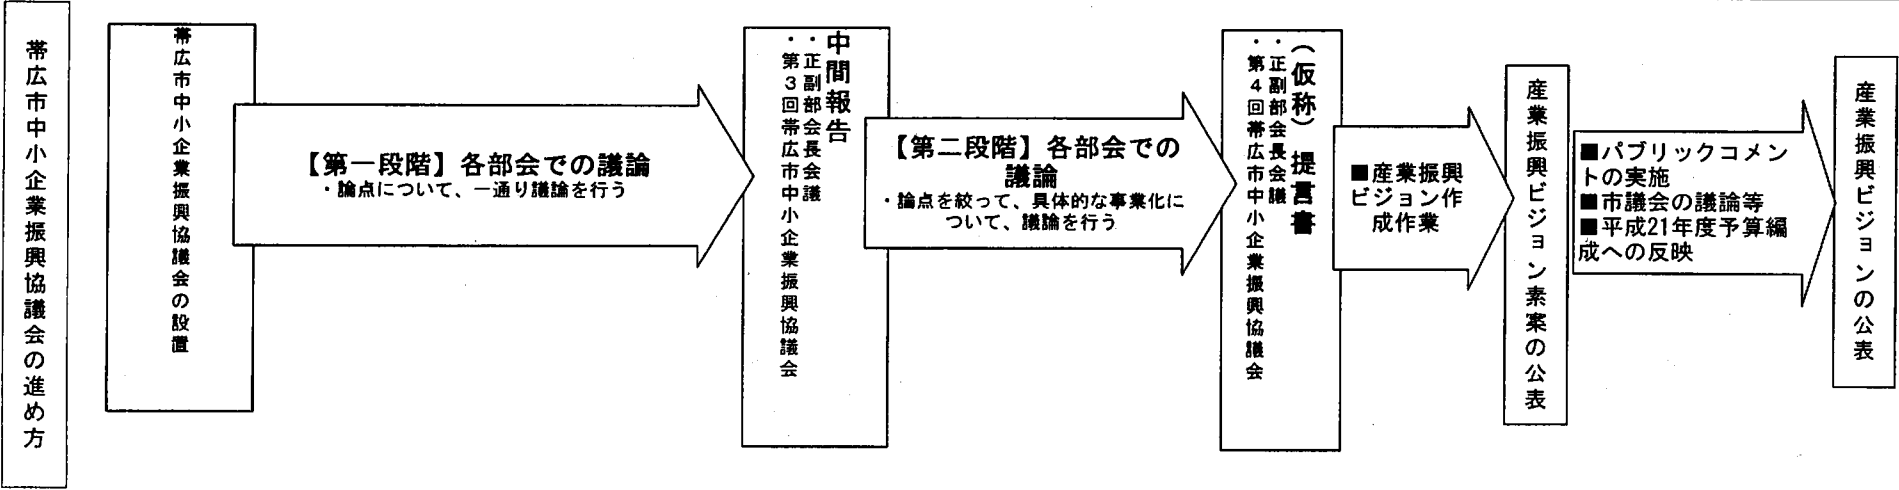 帯広市中小企業振興協議会の進め方
帯広市中小企業振興協議会の設置
【第一段階】各部会での議論
・論点について、一通り議論を行う
中間報告
・正副部会長会議
・第3回帯広市中小企業振興協議会
【第二段階】各部会での
議論
・論点を絞って、具体的な事業化に
ついて、議論を行う
（仮称）提言書
・正副部会長会議
・第4回帯広市中小企業振興協議会
■産業振興
ビジョン作
成作業
産業振興ビジョン素案の公表
■パブリックコメン
トの実施
■市議会の議論等
■平成21年度予算編
成への反映
産業振興ビジョンの公表